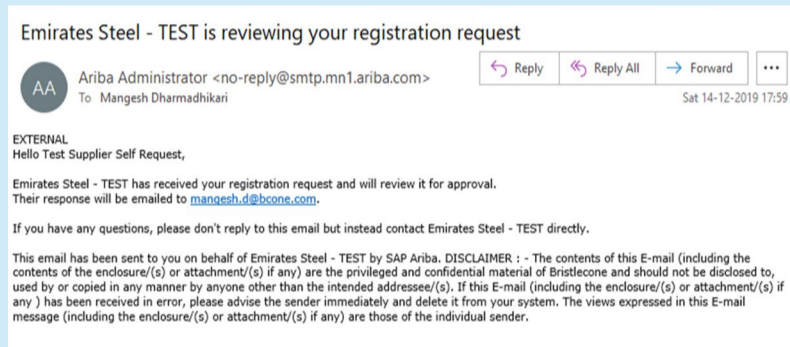 Emirates Steel - TEST is reviewing your registration request
AA
Ariba Administrator <no-reply@smtp.mn1.ariba.com>
To Mangesh Dharmadhikari
Reply
Reply All
Forward
...
Sat 14-12-2019 17:59
EXTERNAL
Hello Test Supplier Self Request,
Emirates Steel - TEST has received your registration request and will review it for approval.
Their response will be emailed to mangesh.d@bcone.com.
If you have any questions, please don't reply to this email but instead contact Emirates Steel - TEST directly.
This email has been sent to you on behalf of Emirates Steel - TEST by SAP Ariba. DISCLAIMER : - The contents of this E-mail (including the
contents of the enclosure/(s) or attachment/(s) if any) are the privileged and confidential material of Bristlecone and should not be disclosed to,
used by or copied in any manner by anyone other than the intended addressee/(s). If this E-mail (including the enclosure/(s) or attachment/(s) if
any ) has been received in error, please advise the sender immediately and delete it from your system. The views expressed in this E-mail
message (including the enclosure/(s) or attachment/(s) if any) are those of the individual sender.